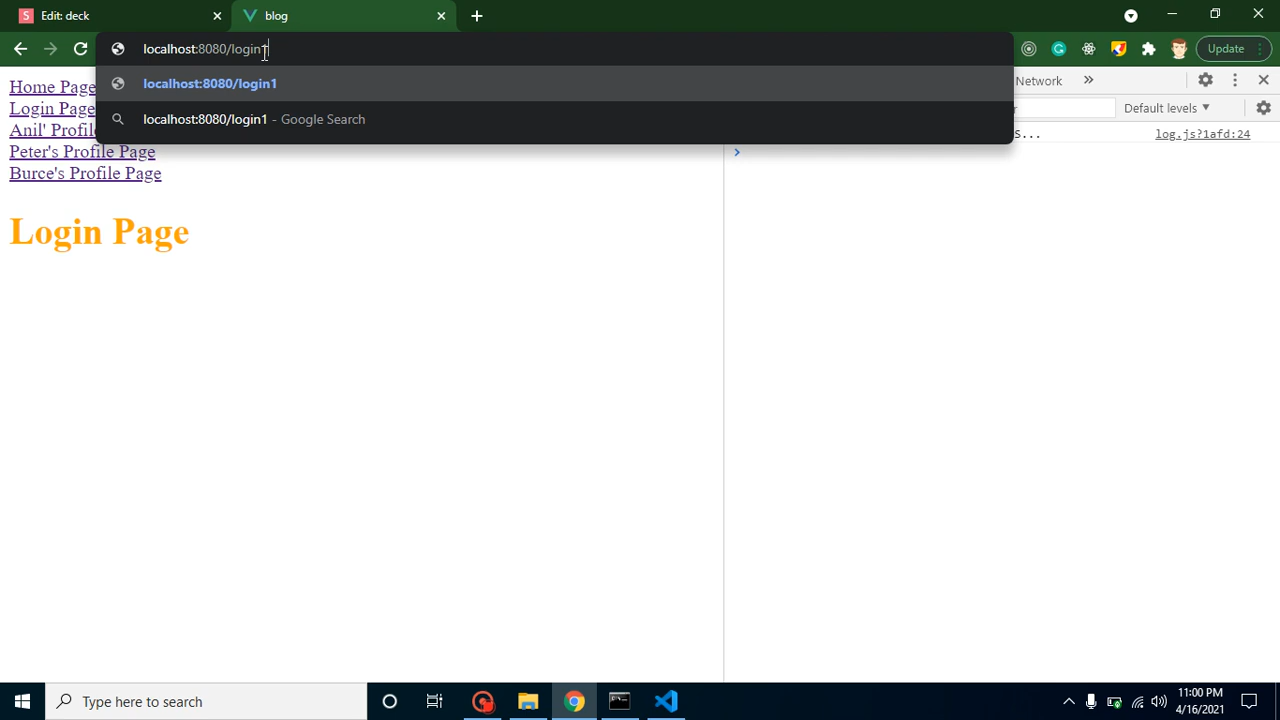 Edit: deck
blog
localhost:8080/login1
Update
localhost:8080/login1
localhost:8080/login1 - Google Search
Home Page
Login Page
Anil' Profil
Peter's Profile Page
Burce's Profile Page
Login Page
Network
Default levels
s...
log.js?1afd:24
Type here to search
11:00 PM
4/16/2021